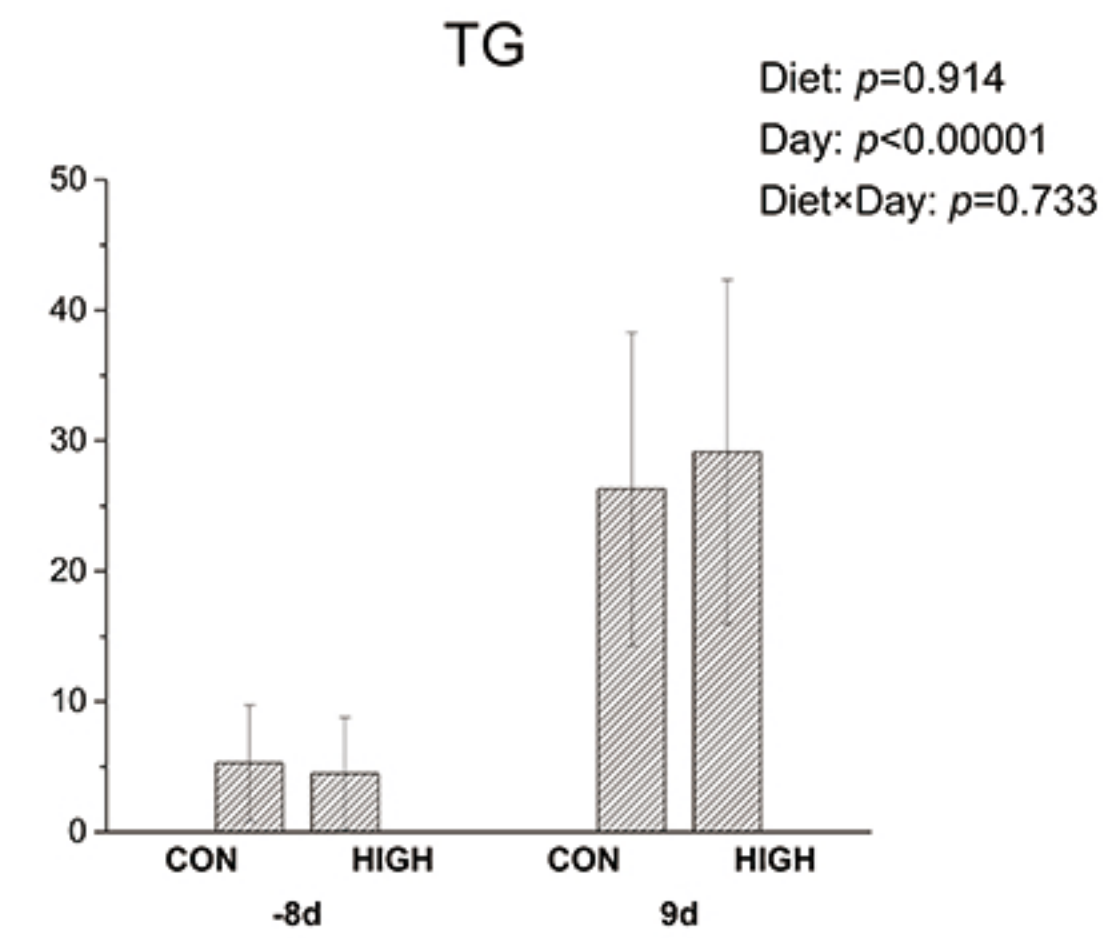 TG
Diet: p=0.914
Day: p<0.00001
Diet×Day: p=0.733
50
40
30
20
10
0
CON HIGH CON HIGH
-8d 9d